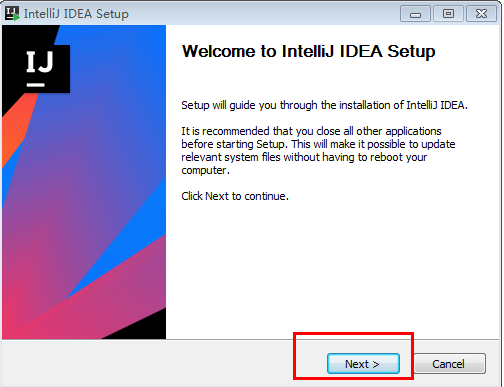 IntelliJ IDEA Setup
IJ
Welcome to IntelliJ IDEA Setup
Setup will guide you through the installation of IntelliJ IDEA.
It is recommended that you close all other applications
before starting Setup. This will make it possible to update
relevant system files without having to reboot your
computer.
Click Next to continue.
Next >
Cancel